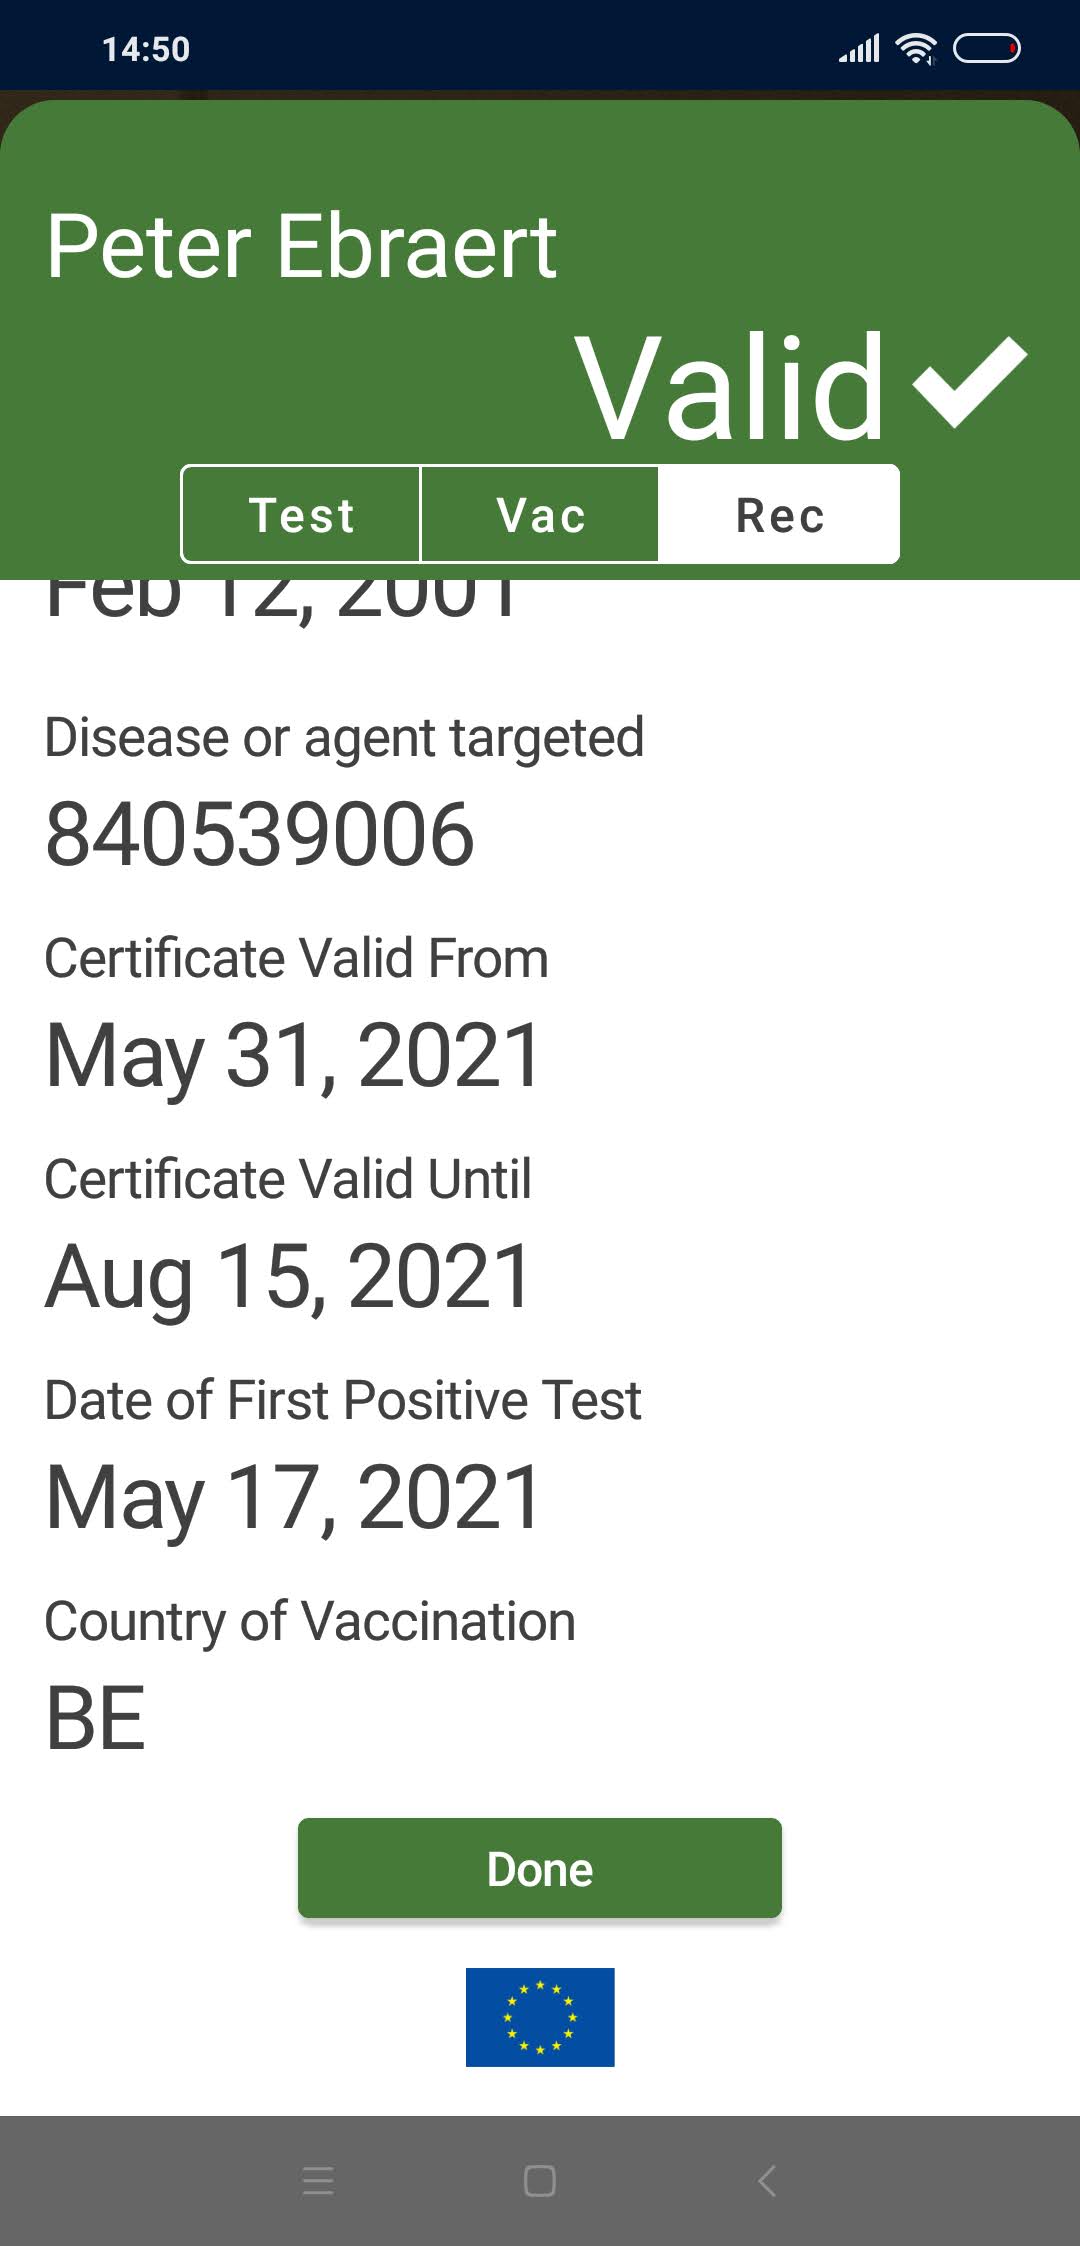 14:50
Peter Ebraert
Valid
Test Vac Rec
Feb 12, 2001
Disease or agent targeted
840539006
Certificate Valid From
May 31, 2021
Certificate Valid Until
Aug 15, 2021
Date of First Positive Test
May 17, 2021
Country of Vaccination
BE
Done